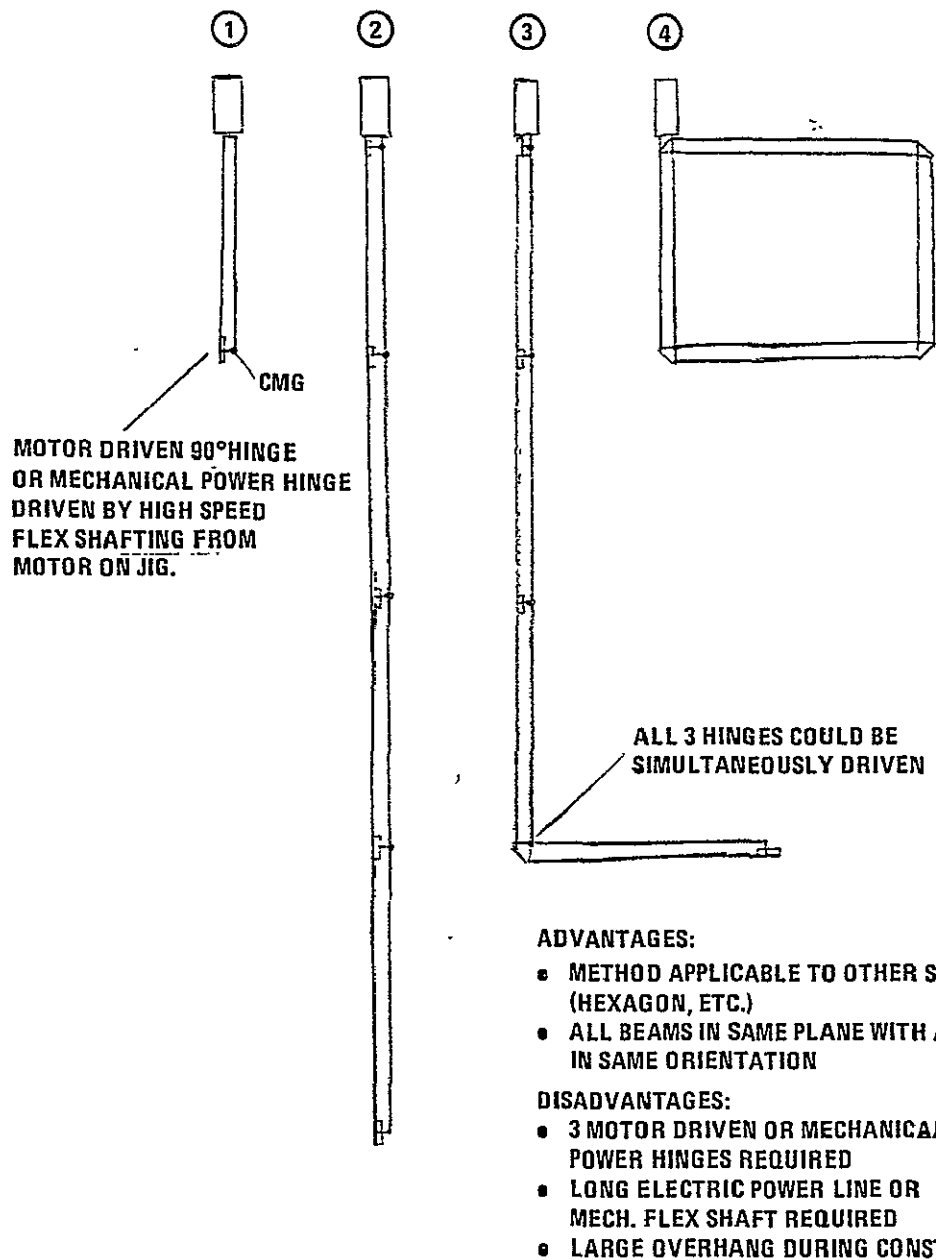 1 2 3 4
CMG
MOTOR DRIVEN 90°HINGE
OR MECHANICAL POWER HINGE
DRIVEN BY HIGH SPEED
FLEX SHAFTING FROM
MOTOR ON JIG.
ALL 3 HINGES COULD BE
SIMULTANEOUSLY DRIVEN
ADVANTAGES:
• METHOD APPLICABLE TO OTHER S
(HEXAGON, ETC.)
• ALL BEAMS IN SAME PLANE WITH
IN SAME ORIENTATION
DISADVANTAGES:
• 3 MOTOR DRIVEN OR MECHANICAL
POWER HINGES REQUIRED
• LONG ELECTRIC POWER LINE OR
MECH. FLEX SHAFT REQUIRED
• LARGE OVERHANG DURING CONST